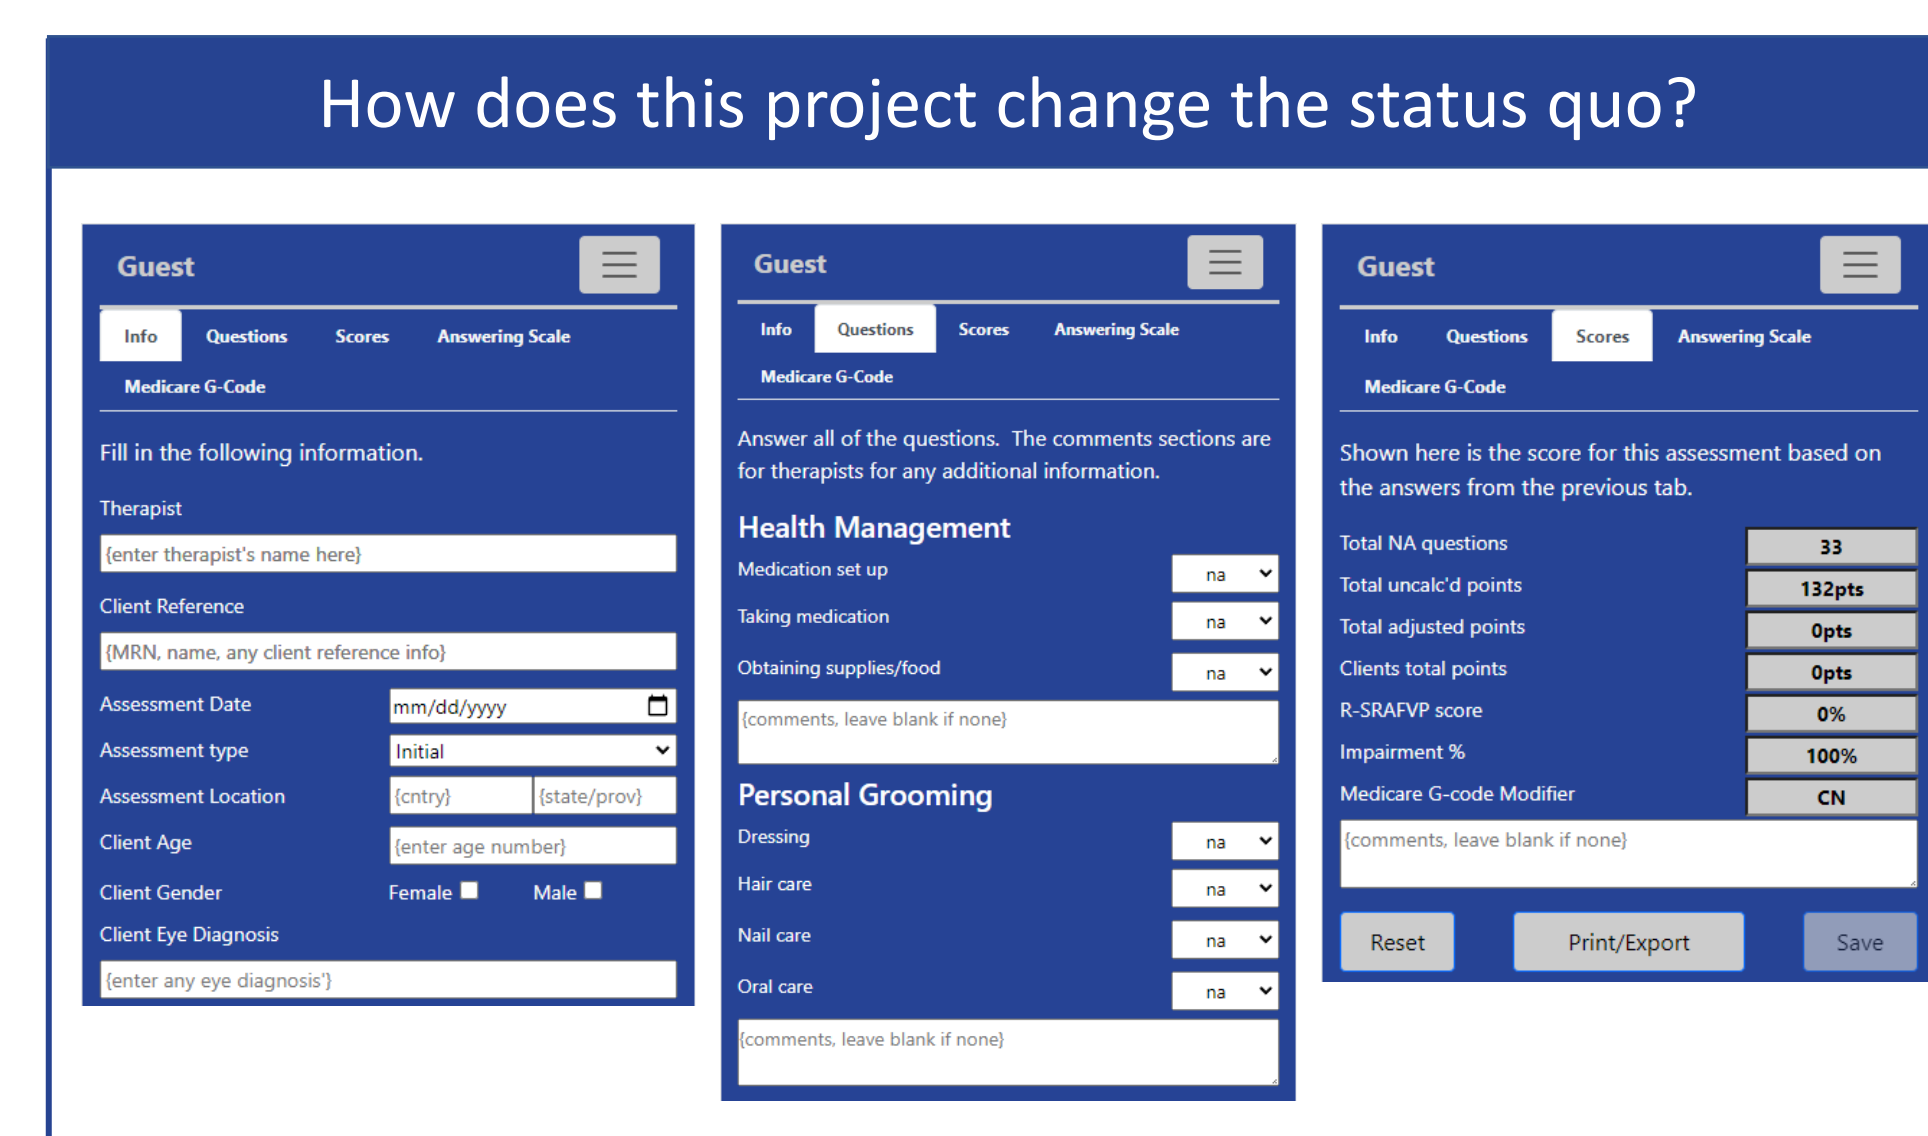 How does this project change the status quo?
Guest
Info Questions Scores Answering Scale
Medicare G-Code
Fill in the following information.
Therapist
{enter therapist's name here}
Client Reference
{MRN, name, any client reference info}
Assessment Date mm/dd/yyyy
Assessment type Initial
Assessment Location {cntry} {state/prov}
Client Age {enter age number}
Client Gender Female Male
Client Eye Diagnosis
{enter any eye diagnosis'}
Guest
Info Questions Scores Answering Scale
Medicare G-Code
Answer all of the questions. The comments sections are
for therapists for any additional information.
Health Management
Medication set up na
Taking medication na
Obtaining supplies/food na
{comments, leave blank if none}
Personal Grooming
Dressing na
Hair care na
Nail care na
Oral care na
{comments, leave blank if none}
Guest
Info Questions Scores Answering Scale
Medicare G-Code
Shown here is the score for this assessment based on
the answers from the previous tab.
Total NA questions 33
Total uncalc'd points 132pts
Total adjusted points 0pts
Clients total points 0pts
R-SRAFVP score 0%
Impairment % 100%
Medicare G-code Modifier CN
{comments, leave blank if none}
Reset Print/Export Save